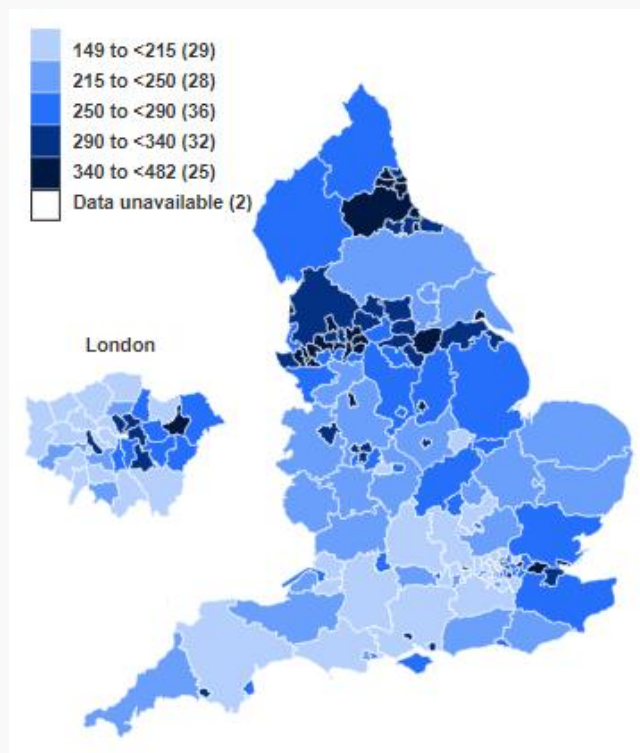 149 to <215 (29)
215 to <250 (28)
250 to <290 (36)
290 to <340 (32)
340 to <482 (25)
Data unavailable (2)
London